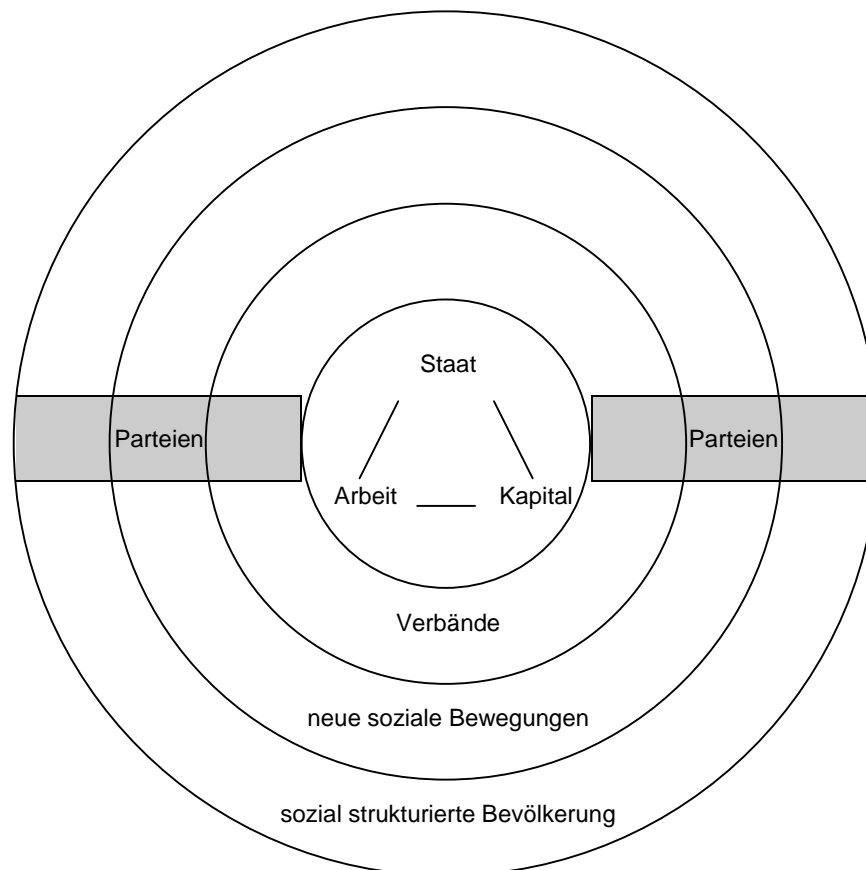 Staat
Parteien
Parteien
Arbeit
Kapital
Verbände
neue soziale Bewegungen
sozial strukturierte Bevölkerung